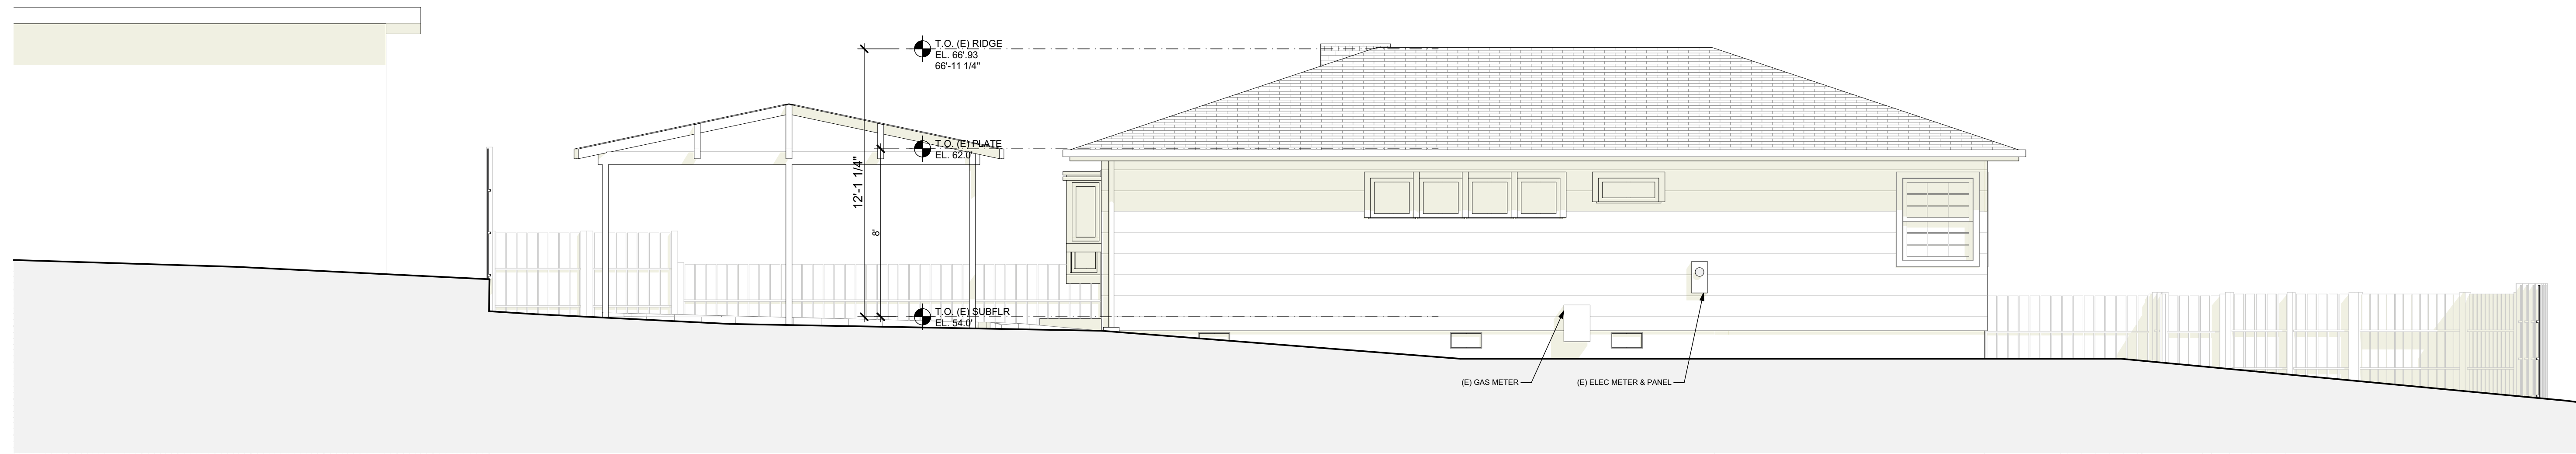 T.O. (E) RIDGE
EL. 66'.93
66'-11 1/4"
T.O. (E) PLATE
EL. 62.0'
12'-1 1/4"
8'
T.O. (E) SUBFLR
EL. 54.0'
(E) GAS METER
(E) ELEC METER & PANEL